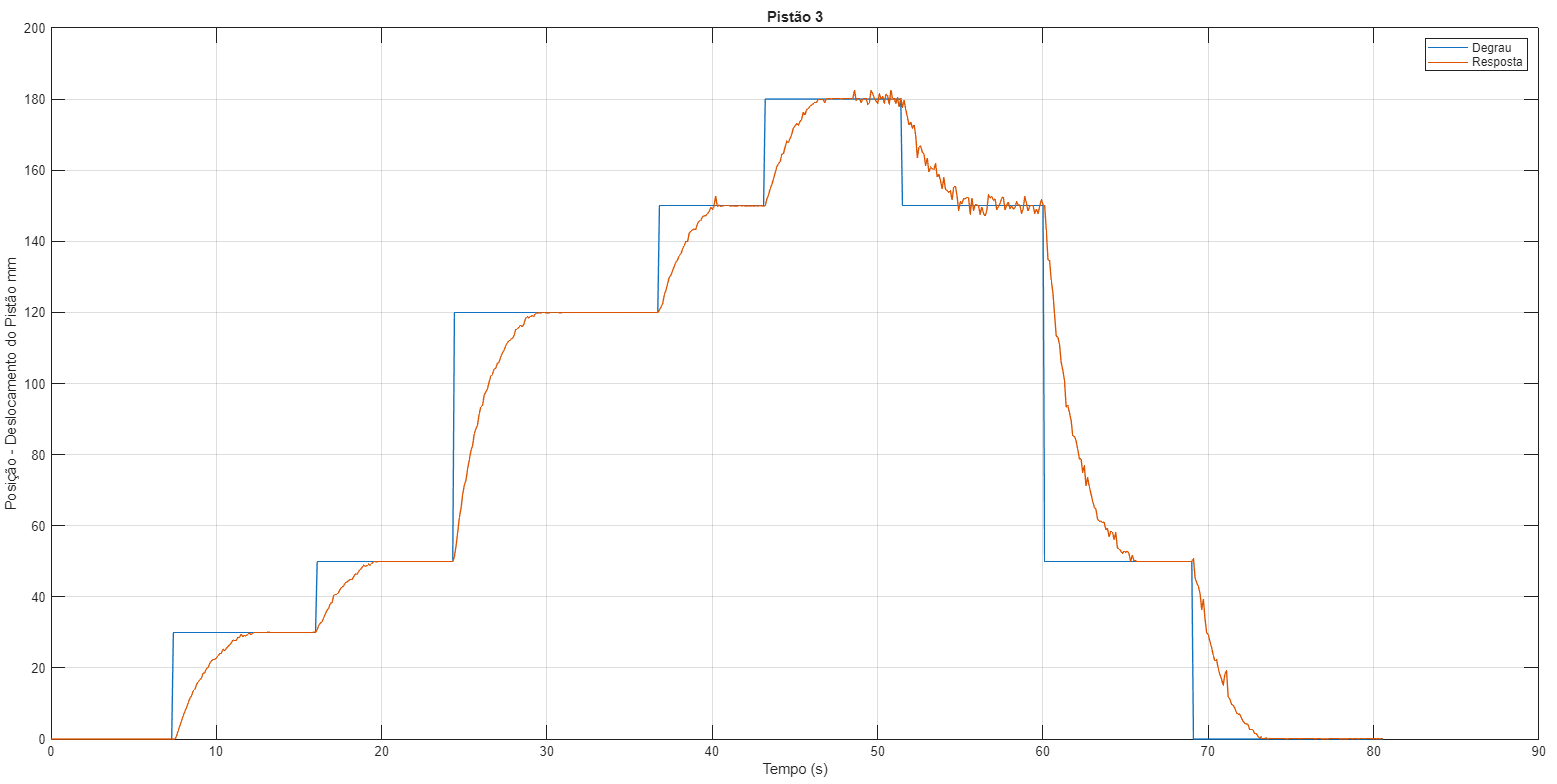 Pistão 3
Degrau
Resposta
Posição - Deslocamento do Pistão mm
200
180
160
140
120
100
80
60
40
20
0
0 10 20 30 40 50 60 70 80 90
Tempo (s)